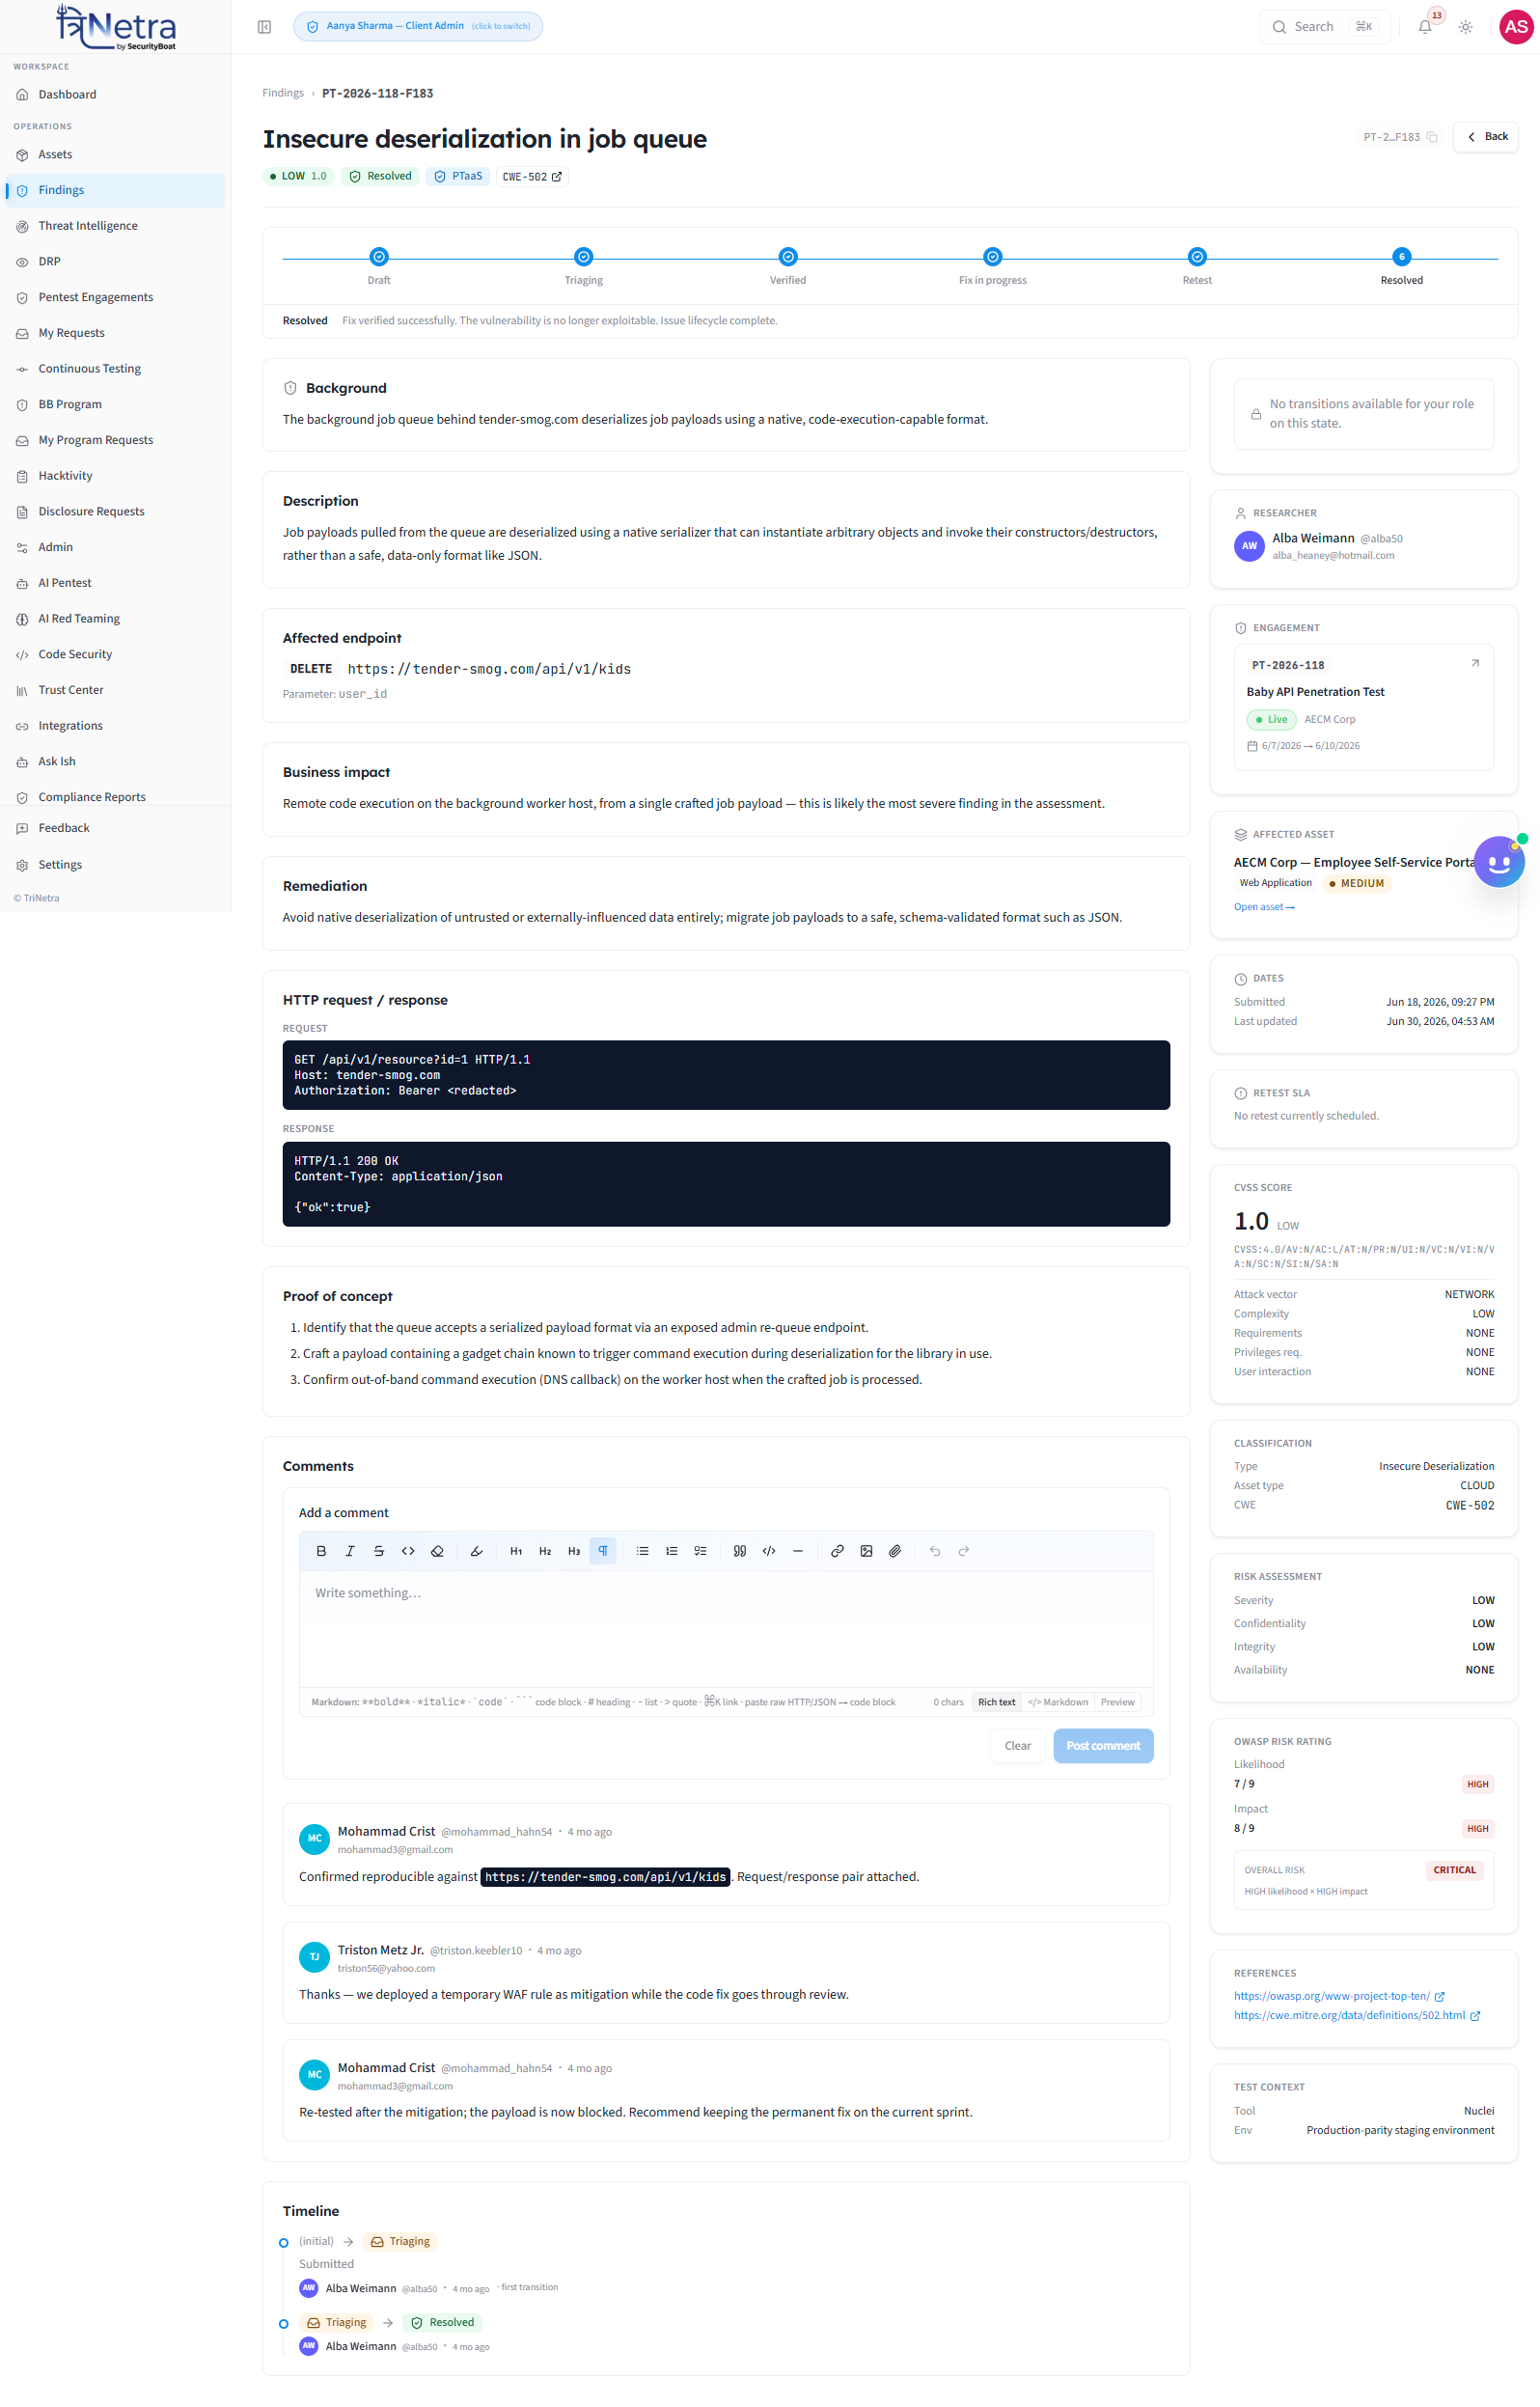 TriNetra
by SecurityBoat
Aanya Sharma — Client Admin (click to switch)
Search ⌘K
13
AS
WORKSPACE
Dashboard
OPERATIONS
Assets
Findings
Threat Intelligence
DRP
Pentest Engagements
My Requests
Continuous Testing
BB Program
My Program Requests
Hacktivity
Disclosure Requests
Admin
AI Pentest
AI Red Teaming
Code Security
Trust Center
Integrations
Ask Ish
Compliance Reports
Feedback
Settings
© TriNetra
Findings › PT-2026-118-F183
Insecure deserialization in job queue
PT-2…F183
Back
LOW 1.0 Resolved PTaaS CWE-502
Draft Triaging Verified Fix in progress Retest 6 Resolved
Resolved Fix verified successfully. The vulnerability is no longer exploitable. Issue lifecycle complete.
Background
The background job queue behind tender-smog.com deserializes job payloads using a native, code-execution-capable format.
Description
Job payloads pulled from the queue are deserialized using a native serializer that can instantiate arbitrary objects and invoke their constructors/destructors,
rather than a safe, data-only format like JSON.
Affected endpoint
DELETE https://tender-smog.com/api/v1/kids
Parameter: user_id
Business impact
Remote code execution on the background worker host, from a single crafted job payload — this is likely the most severe finding in the assessment.
Remediation
Avoid native deserialization of untrusted or externally-influenced data entirely; migrate job payloads to a safe, schema-validated format such as JSON.
HTTP request / response
REQUEST
GET /api/v1/resource?id=1 HTTP/1.1
Host: tender-smog.com
Authorization: Bearer <redacted>
RESPONSE
HTTP/1.1 200 OK
Content-Type: application/json
{"ok":true}
Proof of concept
1. Identify that the queue accepts a serialized payload format via an exposed admin re-queue endpoint.
2. Craft a payload containing a gadget chain known to trigger command execution during deserialization for the library in use.
3. Confirm out-of-band command execution (DNS callback) on the worker host when the crafted job is processed.
Comments
Add a comment
B I S H1 H2 H3
Write something…
Markdown: **bold** · *italic* · `code` · ``` code block · # heading · - list · > quote · ⌘K link · paste raw HTTP/JSON → code block
0 chars Rich text </> Markdown Preview
Clear Post comment
MC Mohammad Crist @mohammad_hahn54 · 4 mo ago
mohammad3@gmail.com
Confirmed reproducible against https://tender-smog.com/api/v1/kids. Request/response pair attached.
TJ Triston Metz Jr. @triston.keebler10 · 4 mo ago
triston56@yahoo.com
Thanks — we deployed a temporary WAF rule as mitigation while the code fix goes through review.
MC Mohammad Crist @mohammad_hahn54 · 4 mo ago
mohammad3@gmail.com
Re-tested after the mitigation; the payload is now blocked. Recommend keeping the permanent fix on the current sprint.
Timeline
(initial) → Triaging
Submitted
AW Alba Weimann @alba50 · 4 mo ago · first transition
Triaging → Resolved
AW Alba Weimann @alba50 · 4 mo ago
No transitions available for your role
on this state.
RESEARCHER
AW Alba Weimann @alba50
alba_heaney@hotmail.com
ENGAGEMENT
PT-2026-118
Baby API Penetration Test
Live AECM Corp
6/7/2026 → 6/10/2026
AFFECTED ASSET
AECM Corp — Employee Self-Service Porta
Web Application MEDIUM
Open asset →
DATES
Submitted Jun 18, 2026, 09:27 PM
Last updated Jun 30, 2026, 04:53 AM
RETEST SLA
No retest currently scheduled.
CVSS SCORE
1.0 LOW
CVSS:4.0/AV:N/AC:L/AT:N/PR:N/UI:N/VC:N/VI:N/V
A:N/SC:N/SI:N/SA:N
Attack vector NETWORK
Complexity LOW
Requirements NONE
Privileges req. NONE
User interaction NONE
CLASSIFICATION
Type Insecure Deserialization
Asset type CLOUD
CWE CWE-502
RISK ASSESSMENT
Severity LOW
Confidentiality LOW
Integrity LOW
Availability NONE
OWASP RISK RATING
Likelihood
7 / 9 HIGH
Impact
8 / 9 HIGH
OVERALL RISK CRITICAL
HIGH likelihood × HIGH impact
REFERENCES
https://owasp.org/www-project-top-ten/
https://cwe.mitre.org/data/definitions/502.html
TEST CONTEXT
Tool Nuclei
Env Production-parity staging environment